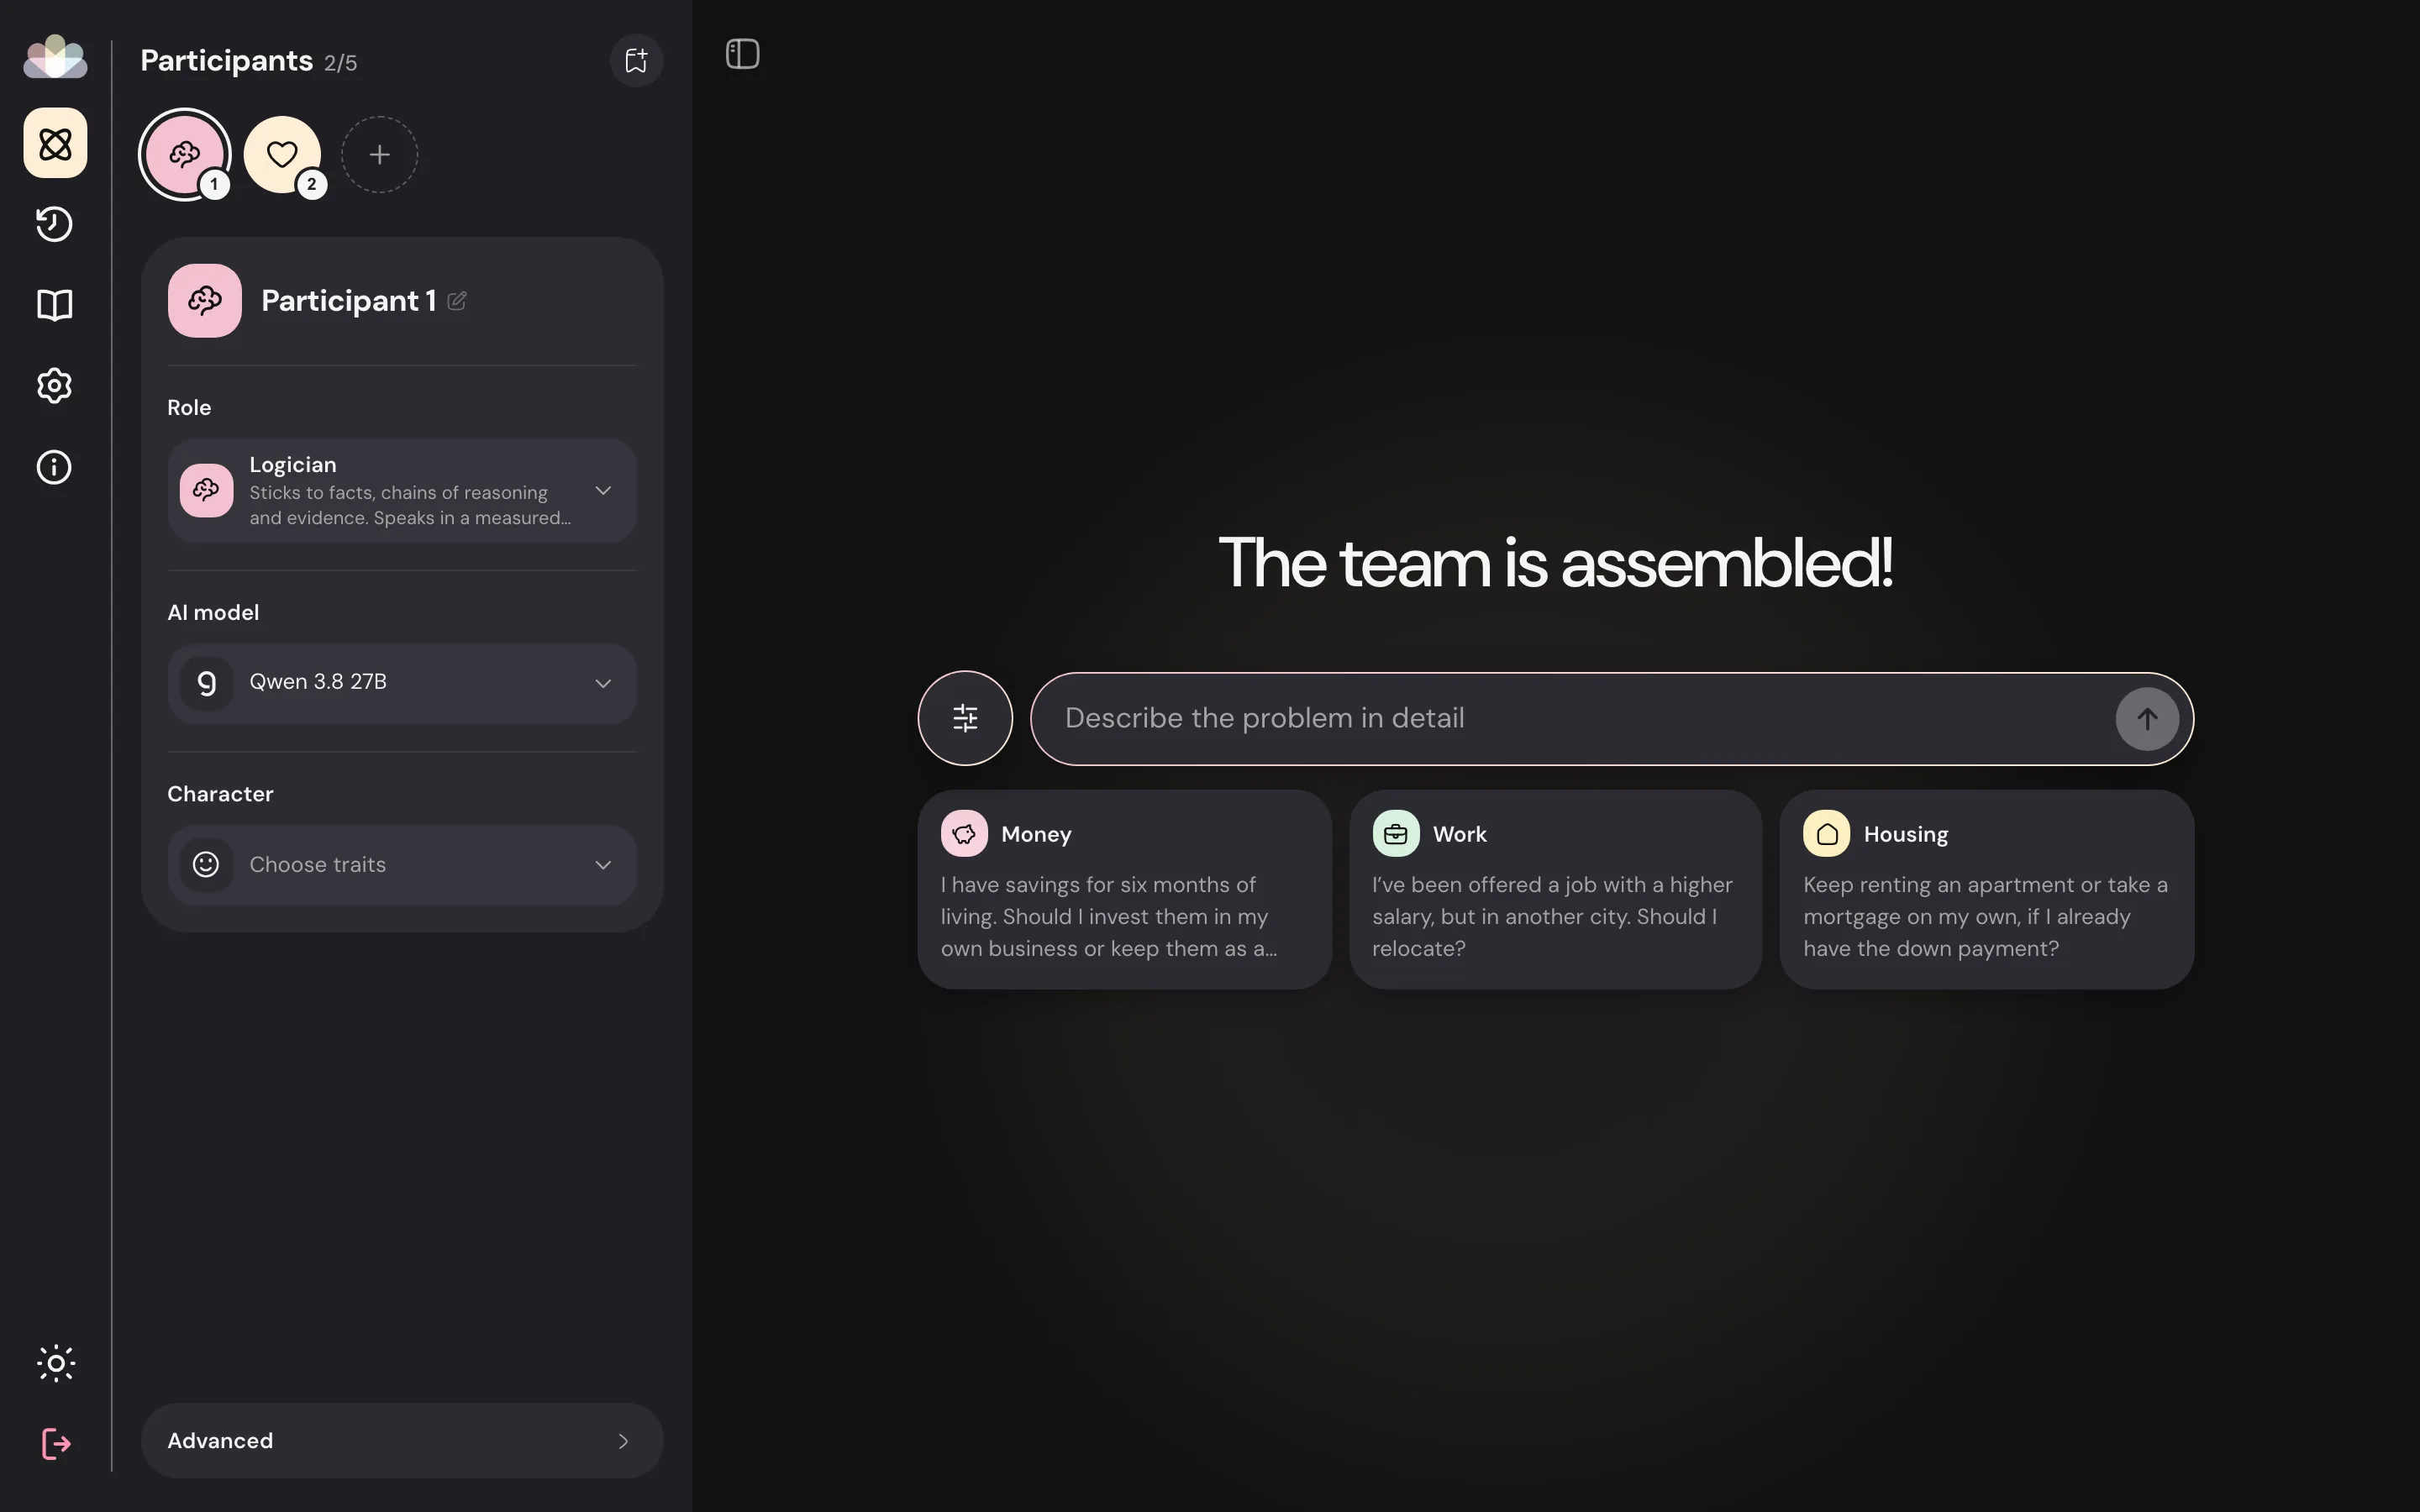 Participants 2/5
1
2
Participant 1
Role
Logician
Sticks to facts, chains of reasoning
and evidence. Speaks in a measured...
AI model
Qwen 3.8 27B
Character
Choose traits
Advanced
The team is assembled!
Describe the problem in detail
Money
I have savings for six months of
living. Should I invest them in my
own business or keep them as a...
Work
I’ve been offered a job with a higher
salary, but in another city. Should I
relocate?
Housing
Keep renting an apartment or take a
mortgage on my own, if I already
have the down payment?